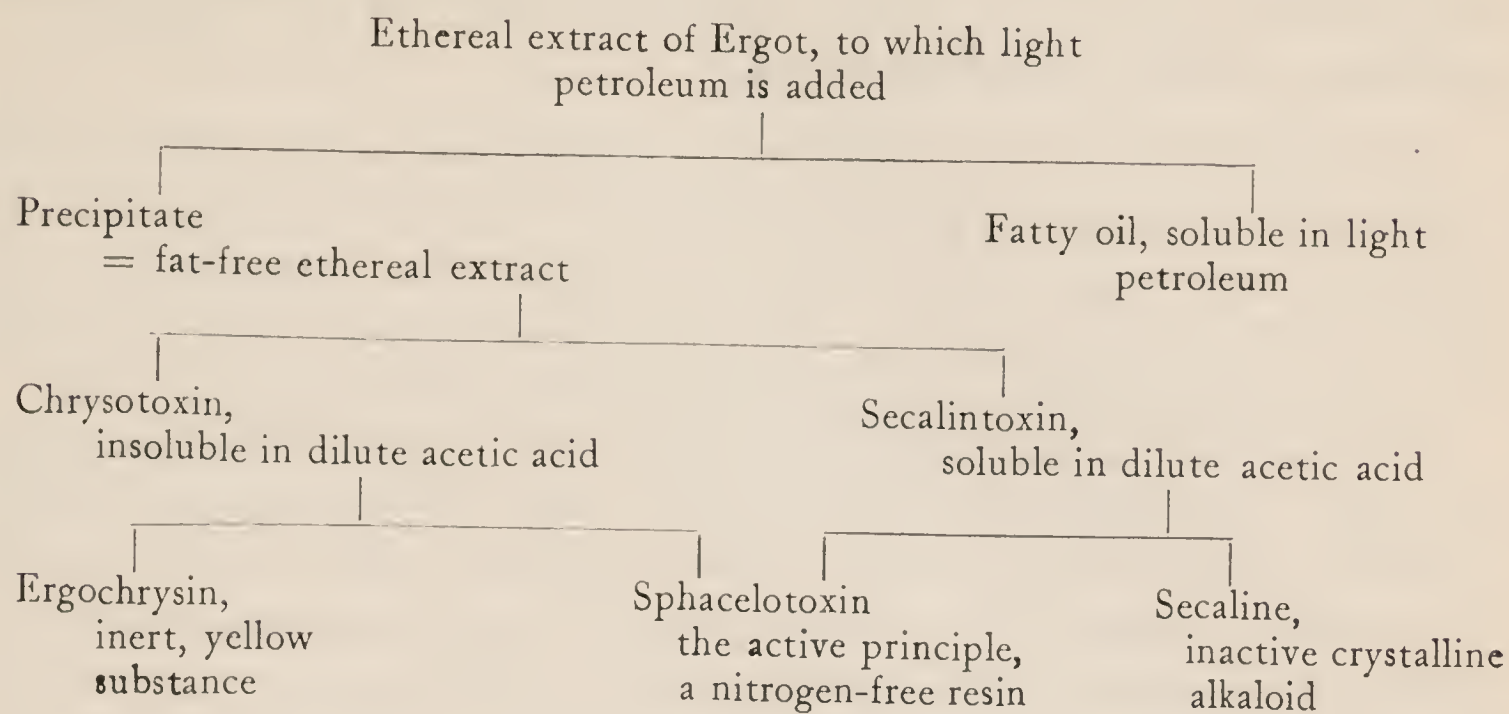 Ethereal extract of Ergot, to which light
petroleum is added
Precipitate
= fat-free ethereal extract
Fatty oil, soluble in light
petroleum
Chrysotoxin,
insoluble in dilute acetic acid
Secalintoxin,
soluble in dilute acetic acid
Ergochrysin,
inert, yellow
substance
Sphacelotoxin
the active principle,
a nitrogen-free resin
Secaline,
inactive crystalline
alkaloid